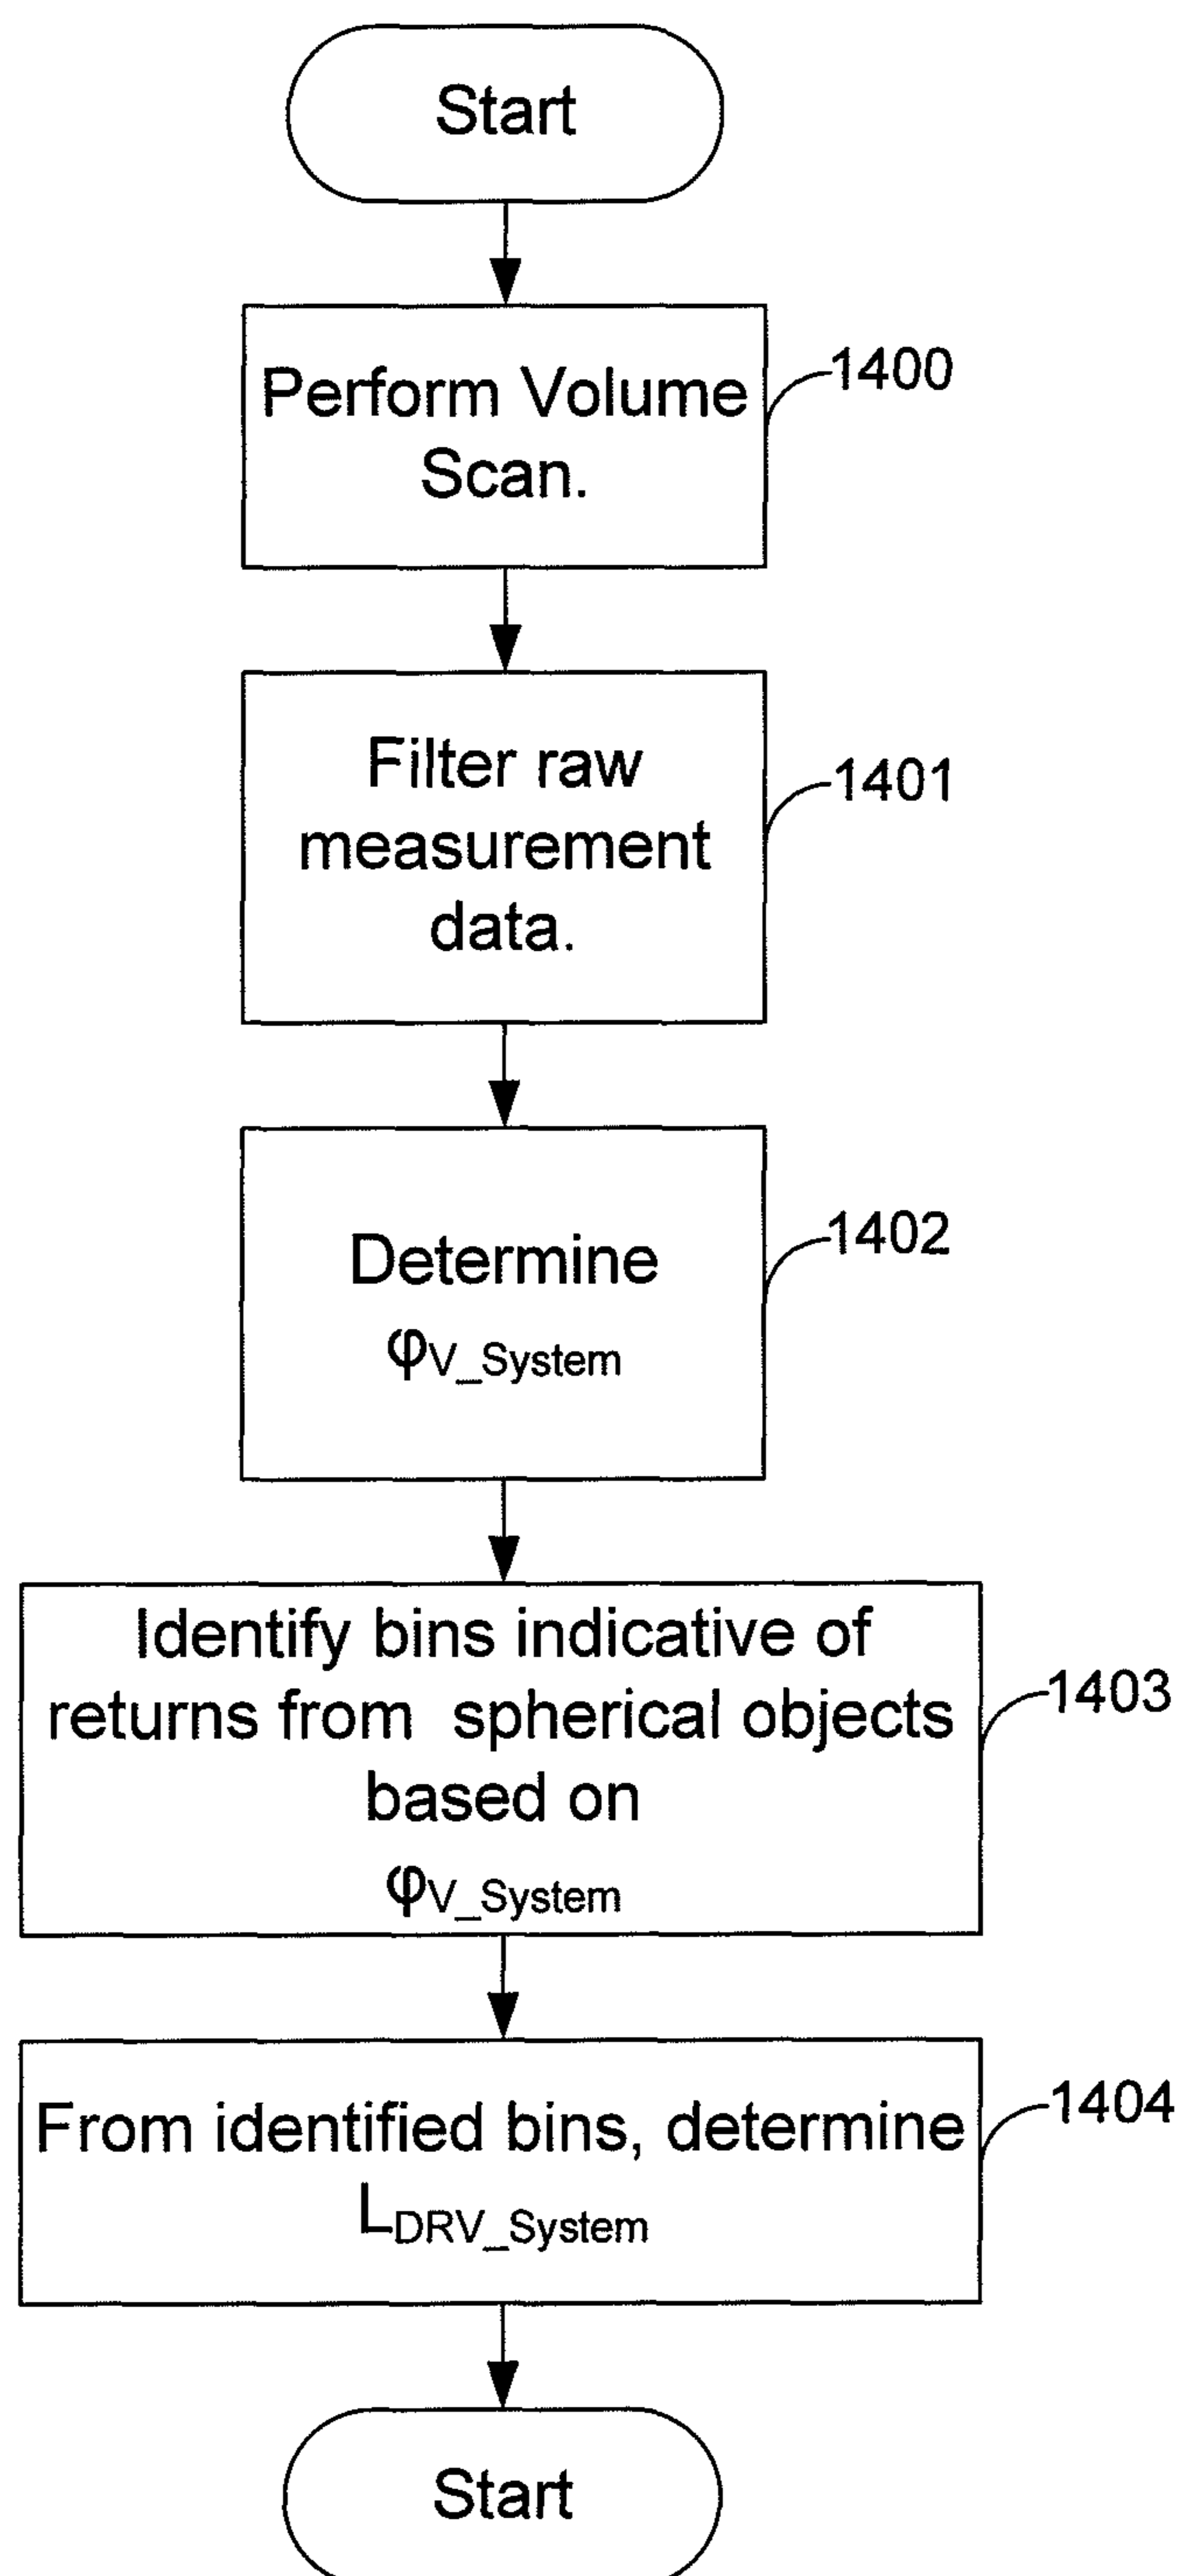 Start
Perform Volume
Scan.
1400
Filter raw
measurement
data.
1401
Determine
φV_System
1402
Identify bins indicative of
returns from spherical objects
based on
φV_System
1403
From identified bins, determine
LDRV_System
1404
Start